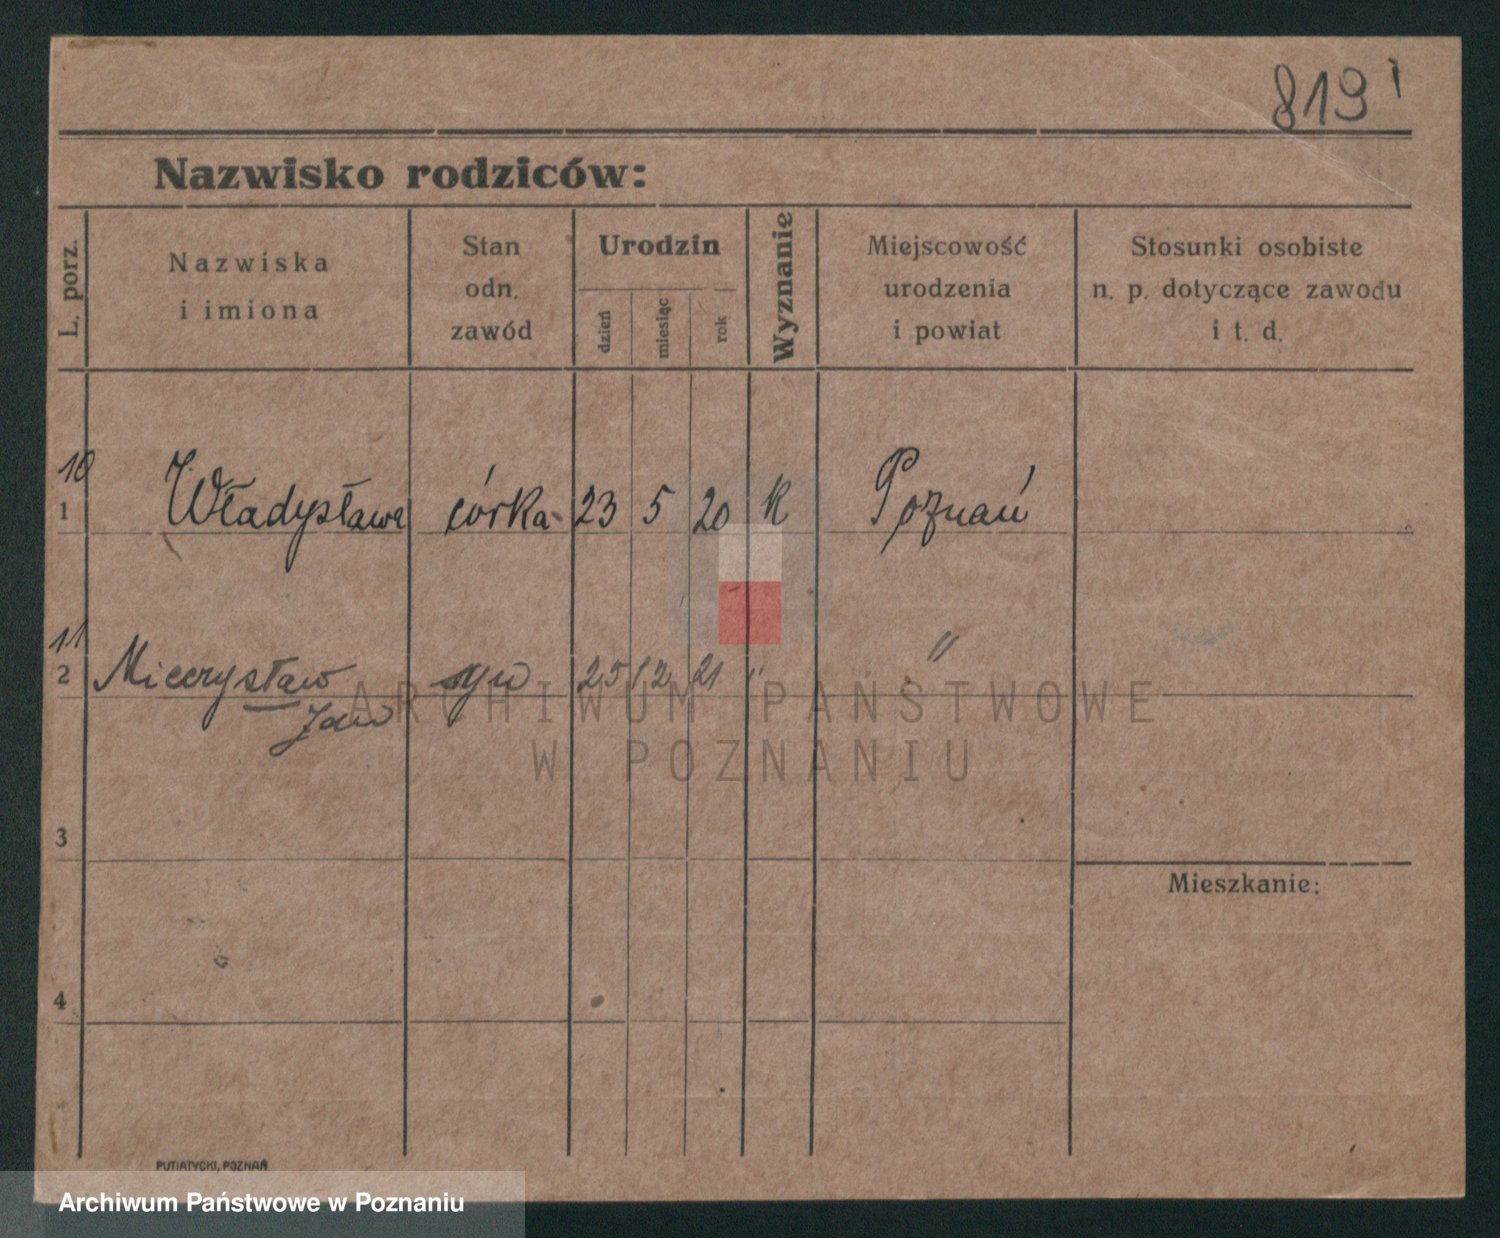 819 1
Nazwisko rodziców:
L. porz.
Nazwiska
i imiona
Stan
odn.
zawód
Urodzin
dzień
miesiąc
rok
Wyznanie
Miejscowość
urodzenia
i powiat
Stosunki osobiste
n. p. dotyczące zawodu
i t. d.
10
1 Władysława córka 23 5 20 K Poznań
11
2 Mieczysław syn 25 12 21 " "
Jan
ARCHIWUM PAŃSTWOWE
W POZNANIU
3
Mieszkanie:
4
PUTIATYCKI, POZNAŃ
Archiwum Państwowe w Poznaniu